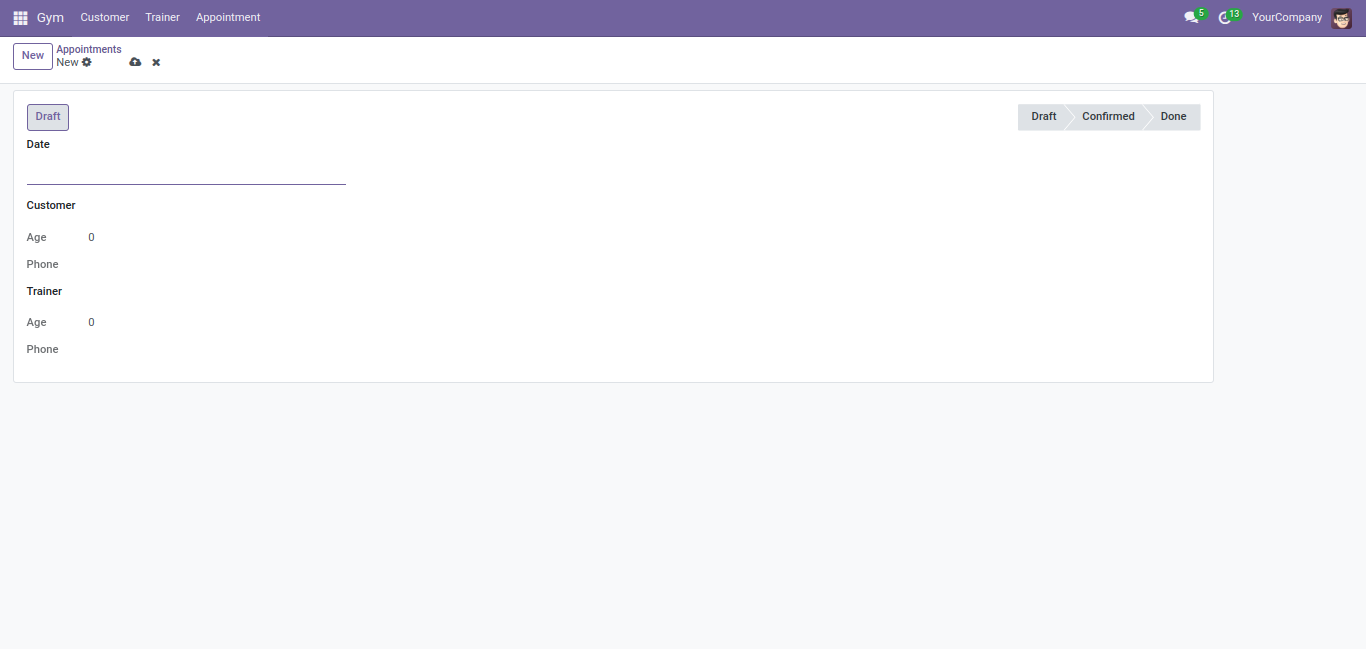 Gym Customer Trainer Appointment 5 13 YourCompany
New Appointments
New
Draft Draft Confirmed Done
Date
Customer
Age 0
Phone
Trainer
Age 0
Phone